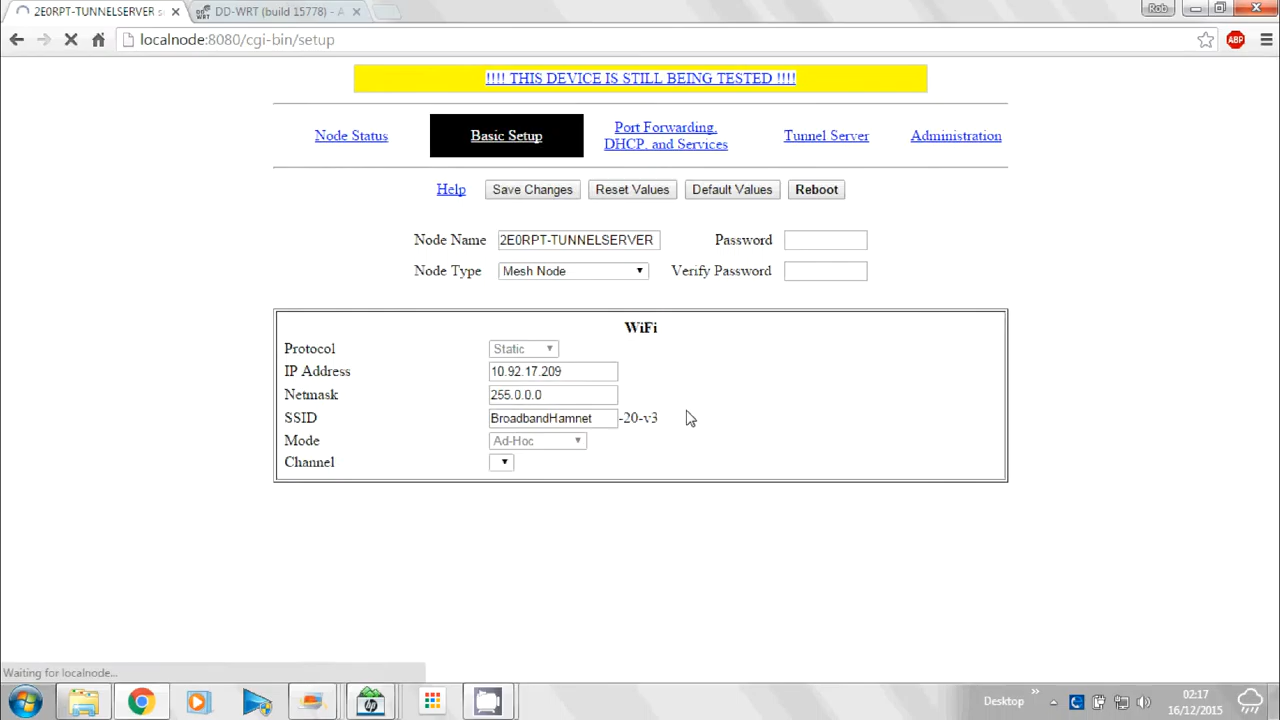 2E0RPT-TUNNELSERVER s
DD-WRT (build 15778) - A
Rob
localnode:8080/cgi-bin/setup
ABP
!!!! THIS DEVICE IS STILL BEING TESTED !!!!
Node Status
Basic Setup
Port Forwarding,
DHCP, and Services
Tunnel Server
Administration
Help
Save Changes
Reset Values
Default Values
Reboot
Node Name
2E0RPT-TUNNELSERVER
Password
Node Type
Mesh Node
Verify Password
WiFi
Protocol
Static
IP Address
10.92.17.209
Netmask
255.0.0.0
SSID
BroadbandHamnet
-20-v3
Mode
Ad-Hoc
Channel
Waiting for localnode...
Desktop
02:17
16/12/2015